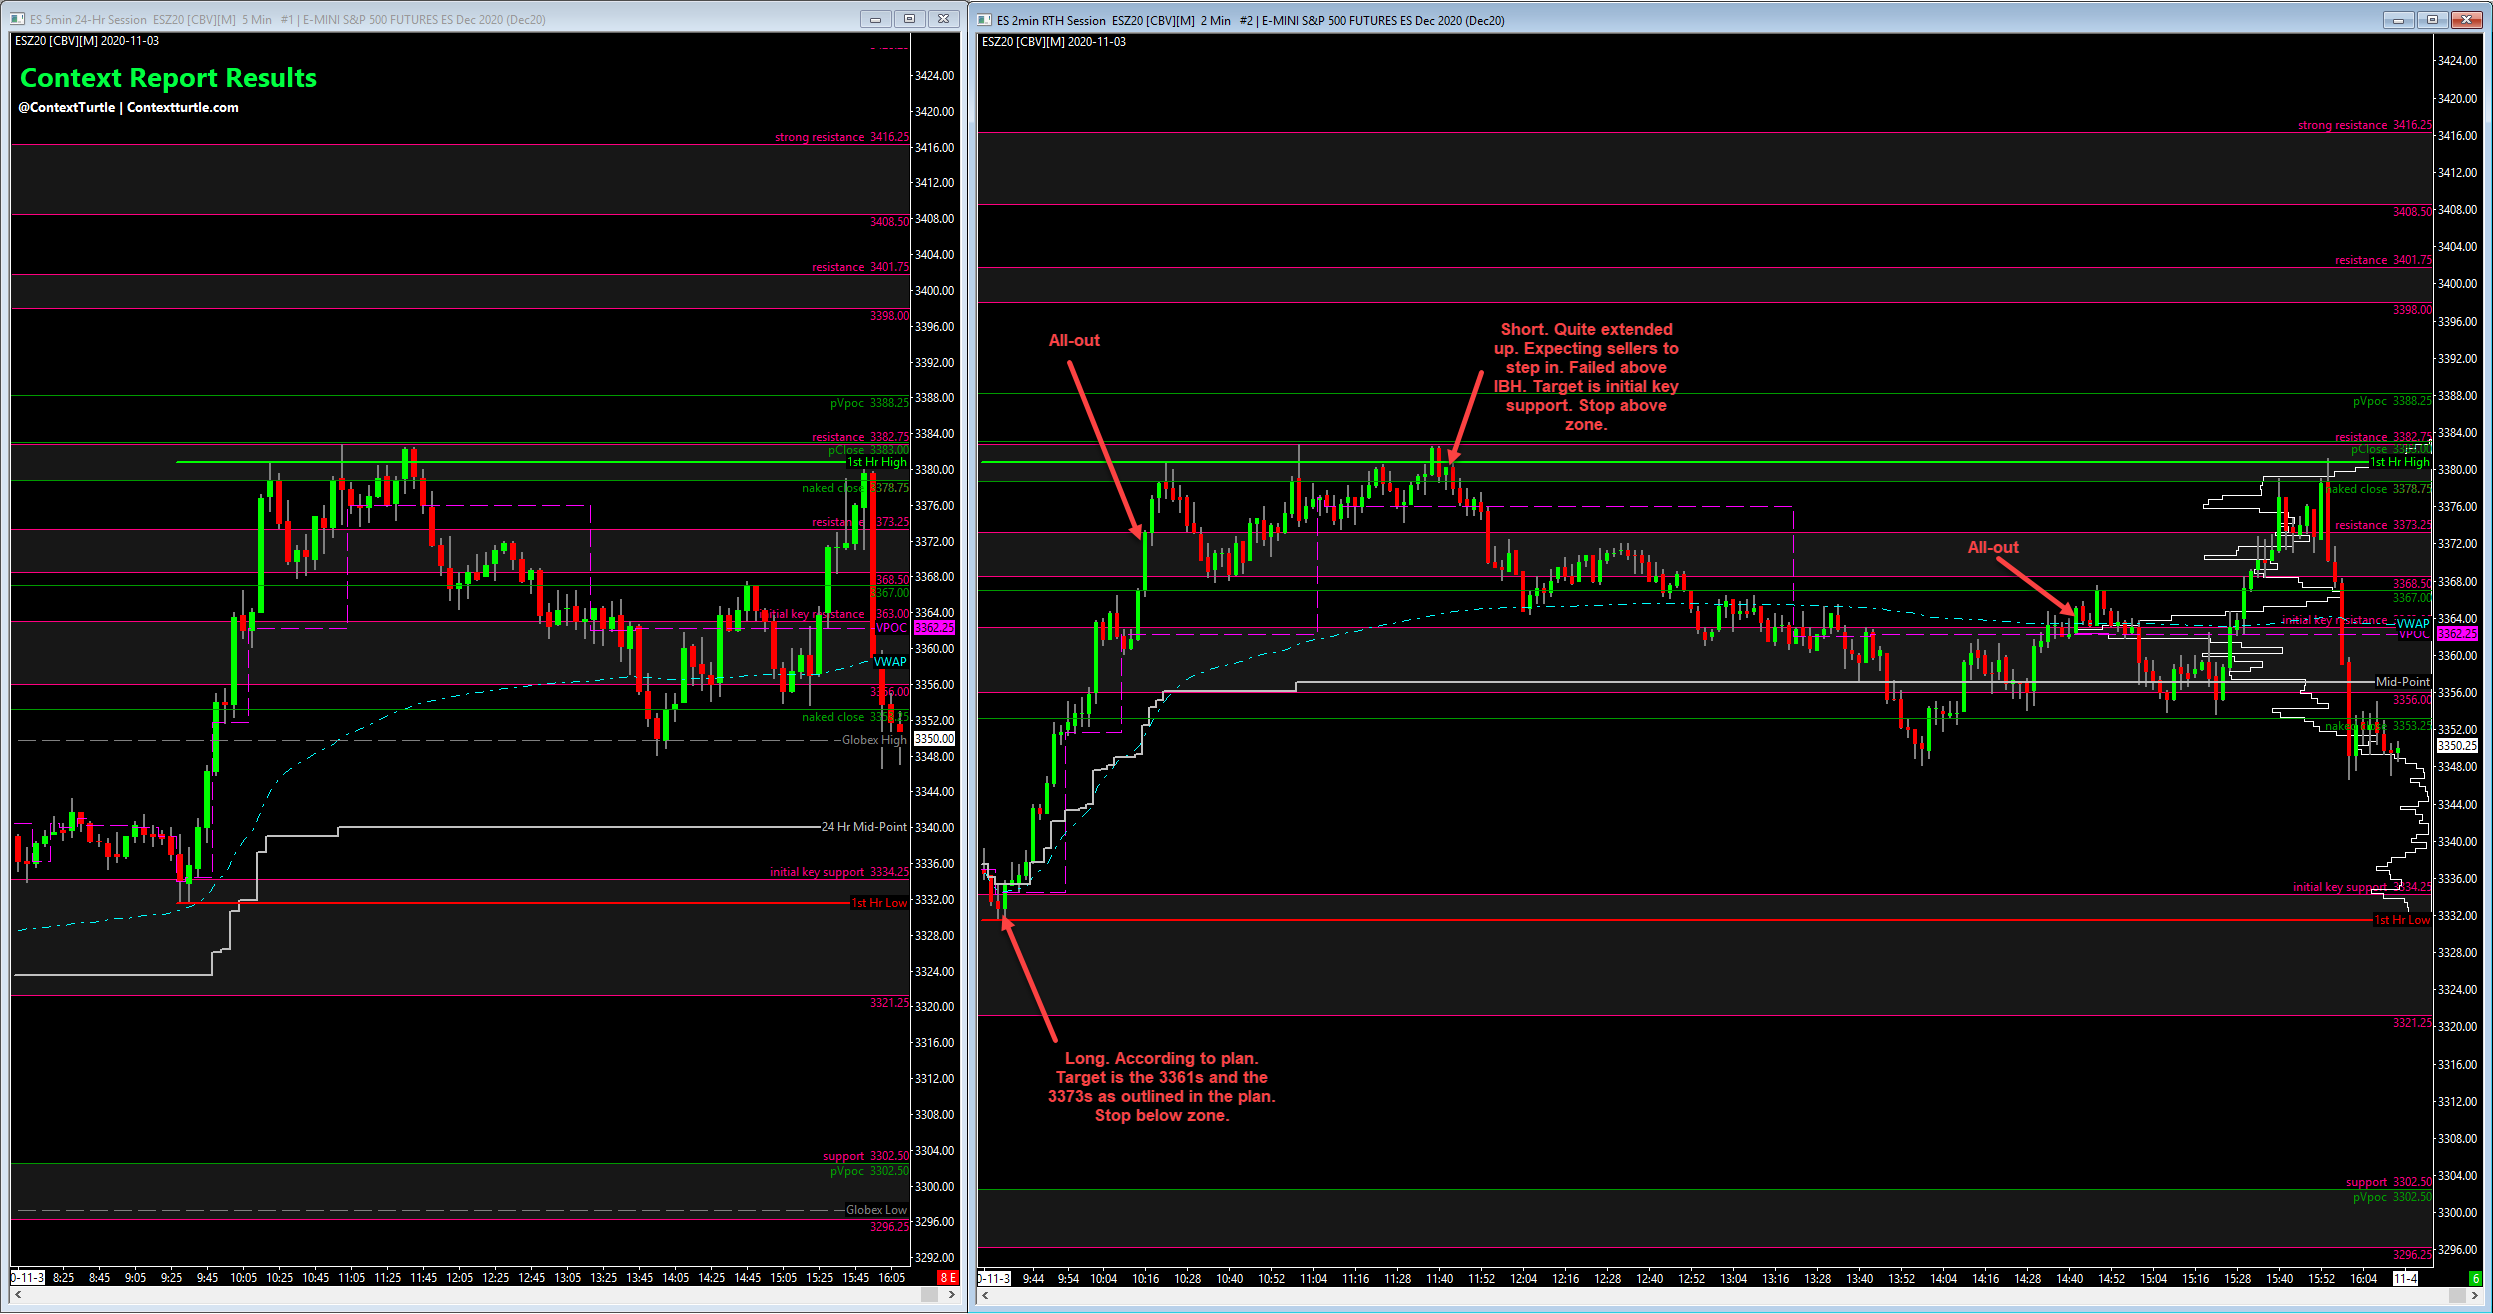 ES 5min 24-Hr Session ESZ20 [CBV][M] 5 Min #1 | E-MINI S&P 500 FUTURES ES Dec 2020 (Dec20)
ESZ20 [CBV][M] 2020-11-03
Context Report Results
@ContextTurtle | Contextturtle.com
strong resistance 3416.25
3408.50
resistance 3401.75
3398.00
pVpoc 3388.25
resistance 3382.75
pClose 3383.00
1st Hr High
naked close 3378.75
resistance 3373.25
3368.50
3367.00
initial key resistance 3363.00
VPOC
VWAP
3356.00
naked close 3353.25
Globex High
24 Hr Mid-Point
initial key support 3334.25
1st Hr Low
3321.25
support 3302.50
pVpoc 3302.50
Globex Low
3296.25
3424.00
3420.00
3416.00
3412.00
3408.00
3404.00
3400.00
3396.00
3392.00
3388.00
3384.00
3380.00
3376.00
3372.00
3368.00
3364.00
3362.25
3360.00
3356.00
3352.00
3350.00
3348.00
3344.00
3340.00
3336.00
3332.00
3328.00
3324.00
3320.00
3316.00
3312.00
3308.00
3304.00
3300.00
3296.00
3292.00
0-11-3 8:25 8:45 9:05 9:25 9:45 10:05 10:25 10:45 11:05 11:25 11:45 12:05 12:25 12:45 13:05 13:25 13:45 14:05 14:25 14:45 15:05 15:25 15:45 16:05 8 E
ES 2min RTH Session ESZ20 [CBV][M] 2 Min #2 | E-MINI S&P 500 FUTURES ES Dec 2020 (Dec20)
ESZ20 [CBV][M] 2020-11-03
All-out
Short. Quite extended
up. Expecting sellers to
step in. Failed above
IBH. Target is initial key
support. Stop above
zone.
All-out
Long. According to plan.
Target is the 3361s and the
3373s as outlined in the plan.
Stop below zone.
strong resistance 3416.25
3408.50
resistance 3401.75
3398.00
pVpoc 3388.25
resistance 3382.75
pClose
1st Hr High
naked close 3378.75
resistance 3373.25
3368.50
3367.00
initial key resistance
VWAP
VPOC
Mid-Point
3356.00
naked close 3353.25
initial key support 3334.25
1st Hr Low
3321.25
support 3302.50
pVpoc 3302.50
3296.25
3424.00
3420.00
3416.00
3412.00
3408.00
3404.00
3400.00
3396.00
3392.00
3388.00
3384.00
3380.00
3376.00
3372.00
3368.00
3364.00
3362.25
3360.00
3356.00
3352.00
3350.25
3348.00
3344.00
3340.00
3336.00
3332.00
3328.00
3324.00
3320.00
3316.00
3312.00
3308.00
3304.00
3300.00
3296.00
0-11-3 9:44 9:54 10:04 10:16 10:28 10:40 10:52 11:04 11:16 11:28 11:40 11:52 12:04 12:16 12:28 12:40 12:52 13:04 13:16 13:28 13:40 13:52 14:04 14:16 14:28 14:40 14:52 15:04 15:16 15:28 15:40 15:52 16:04 11-4 6